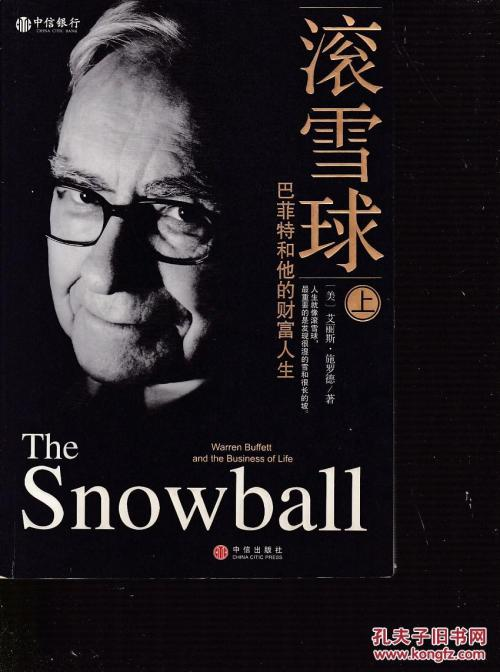 中信银行
CHINA CITIC BANK
滚雪球
上
巴菲特和他的财富人生
[美]艾丽斯·施罗德/著
人生就像滚雪球,
最重要的是发现很湿的雪和很长的坡。
The
Snowball
Warren Buffett
and the Business of Life
中信出版社
CHINA CITIC PRESS
孔夫子旧书网
kongfz.com